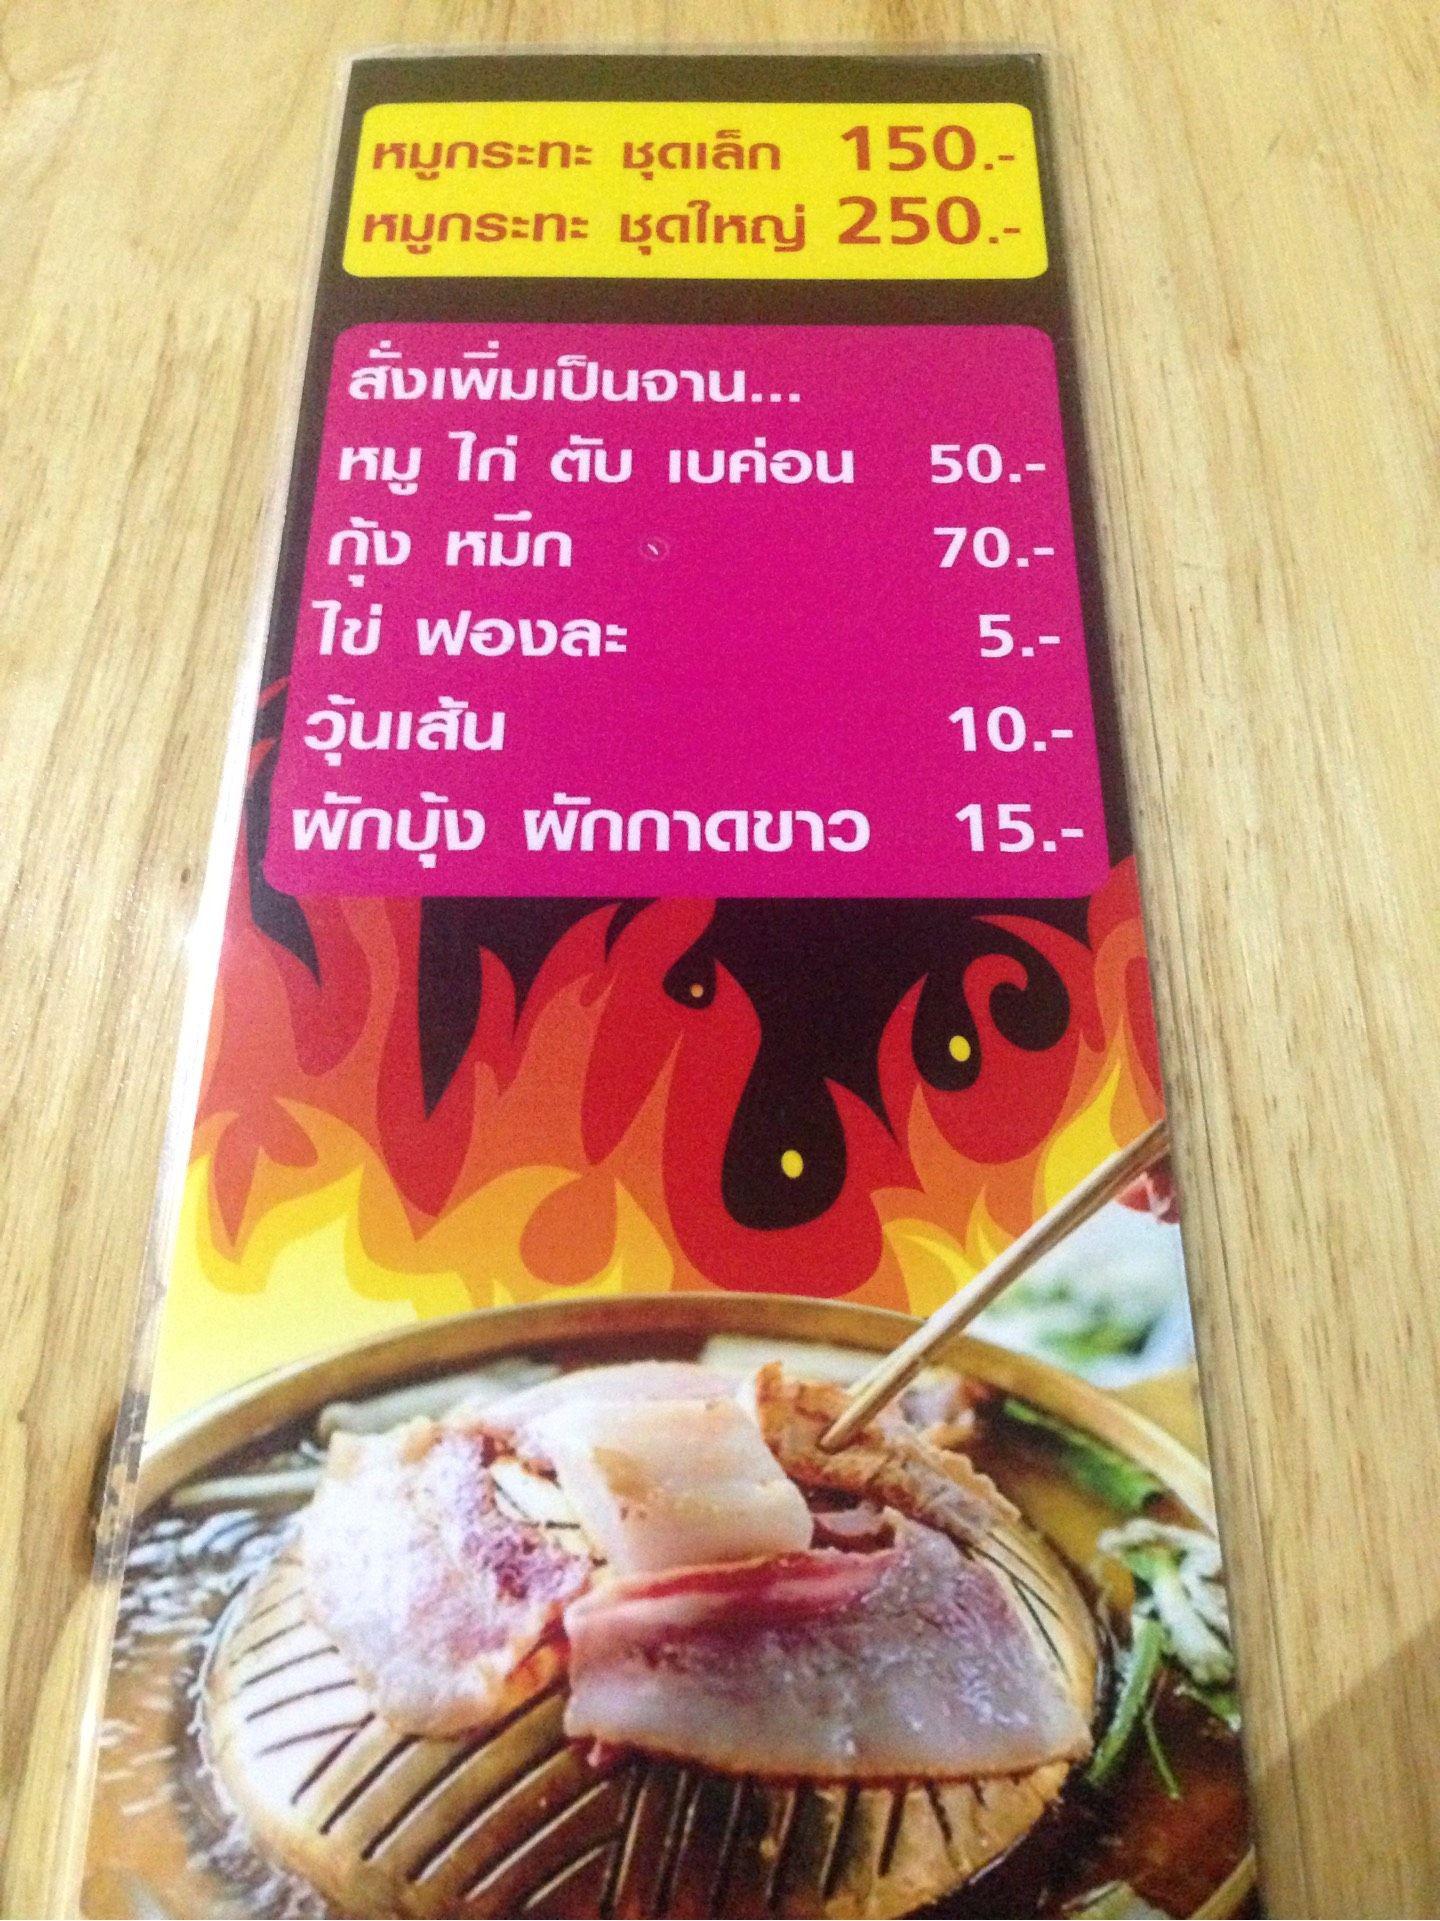 หมูกระทะ ชุดเล็ก 150.-
หมูกระทะ ชุดใหญ่ 250.-
สั่งเพิ่มเป็นจาน...
หมู ไก่ ตับ เบค่อน 50.-
กุ้ง หมึก 70.-
ไข่ ฟองละ 5.-
วุ้นเส้น 10.-
ผักบุ้ง ผักกาดขาว 15.-